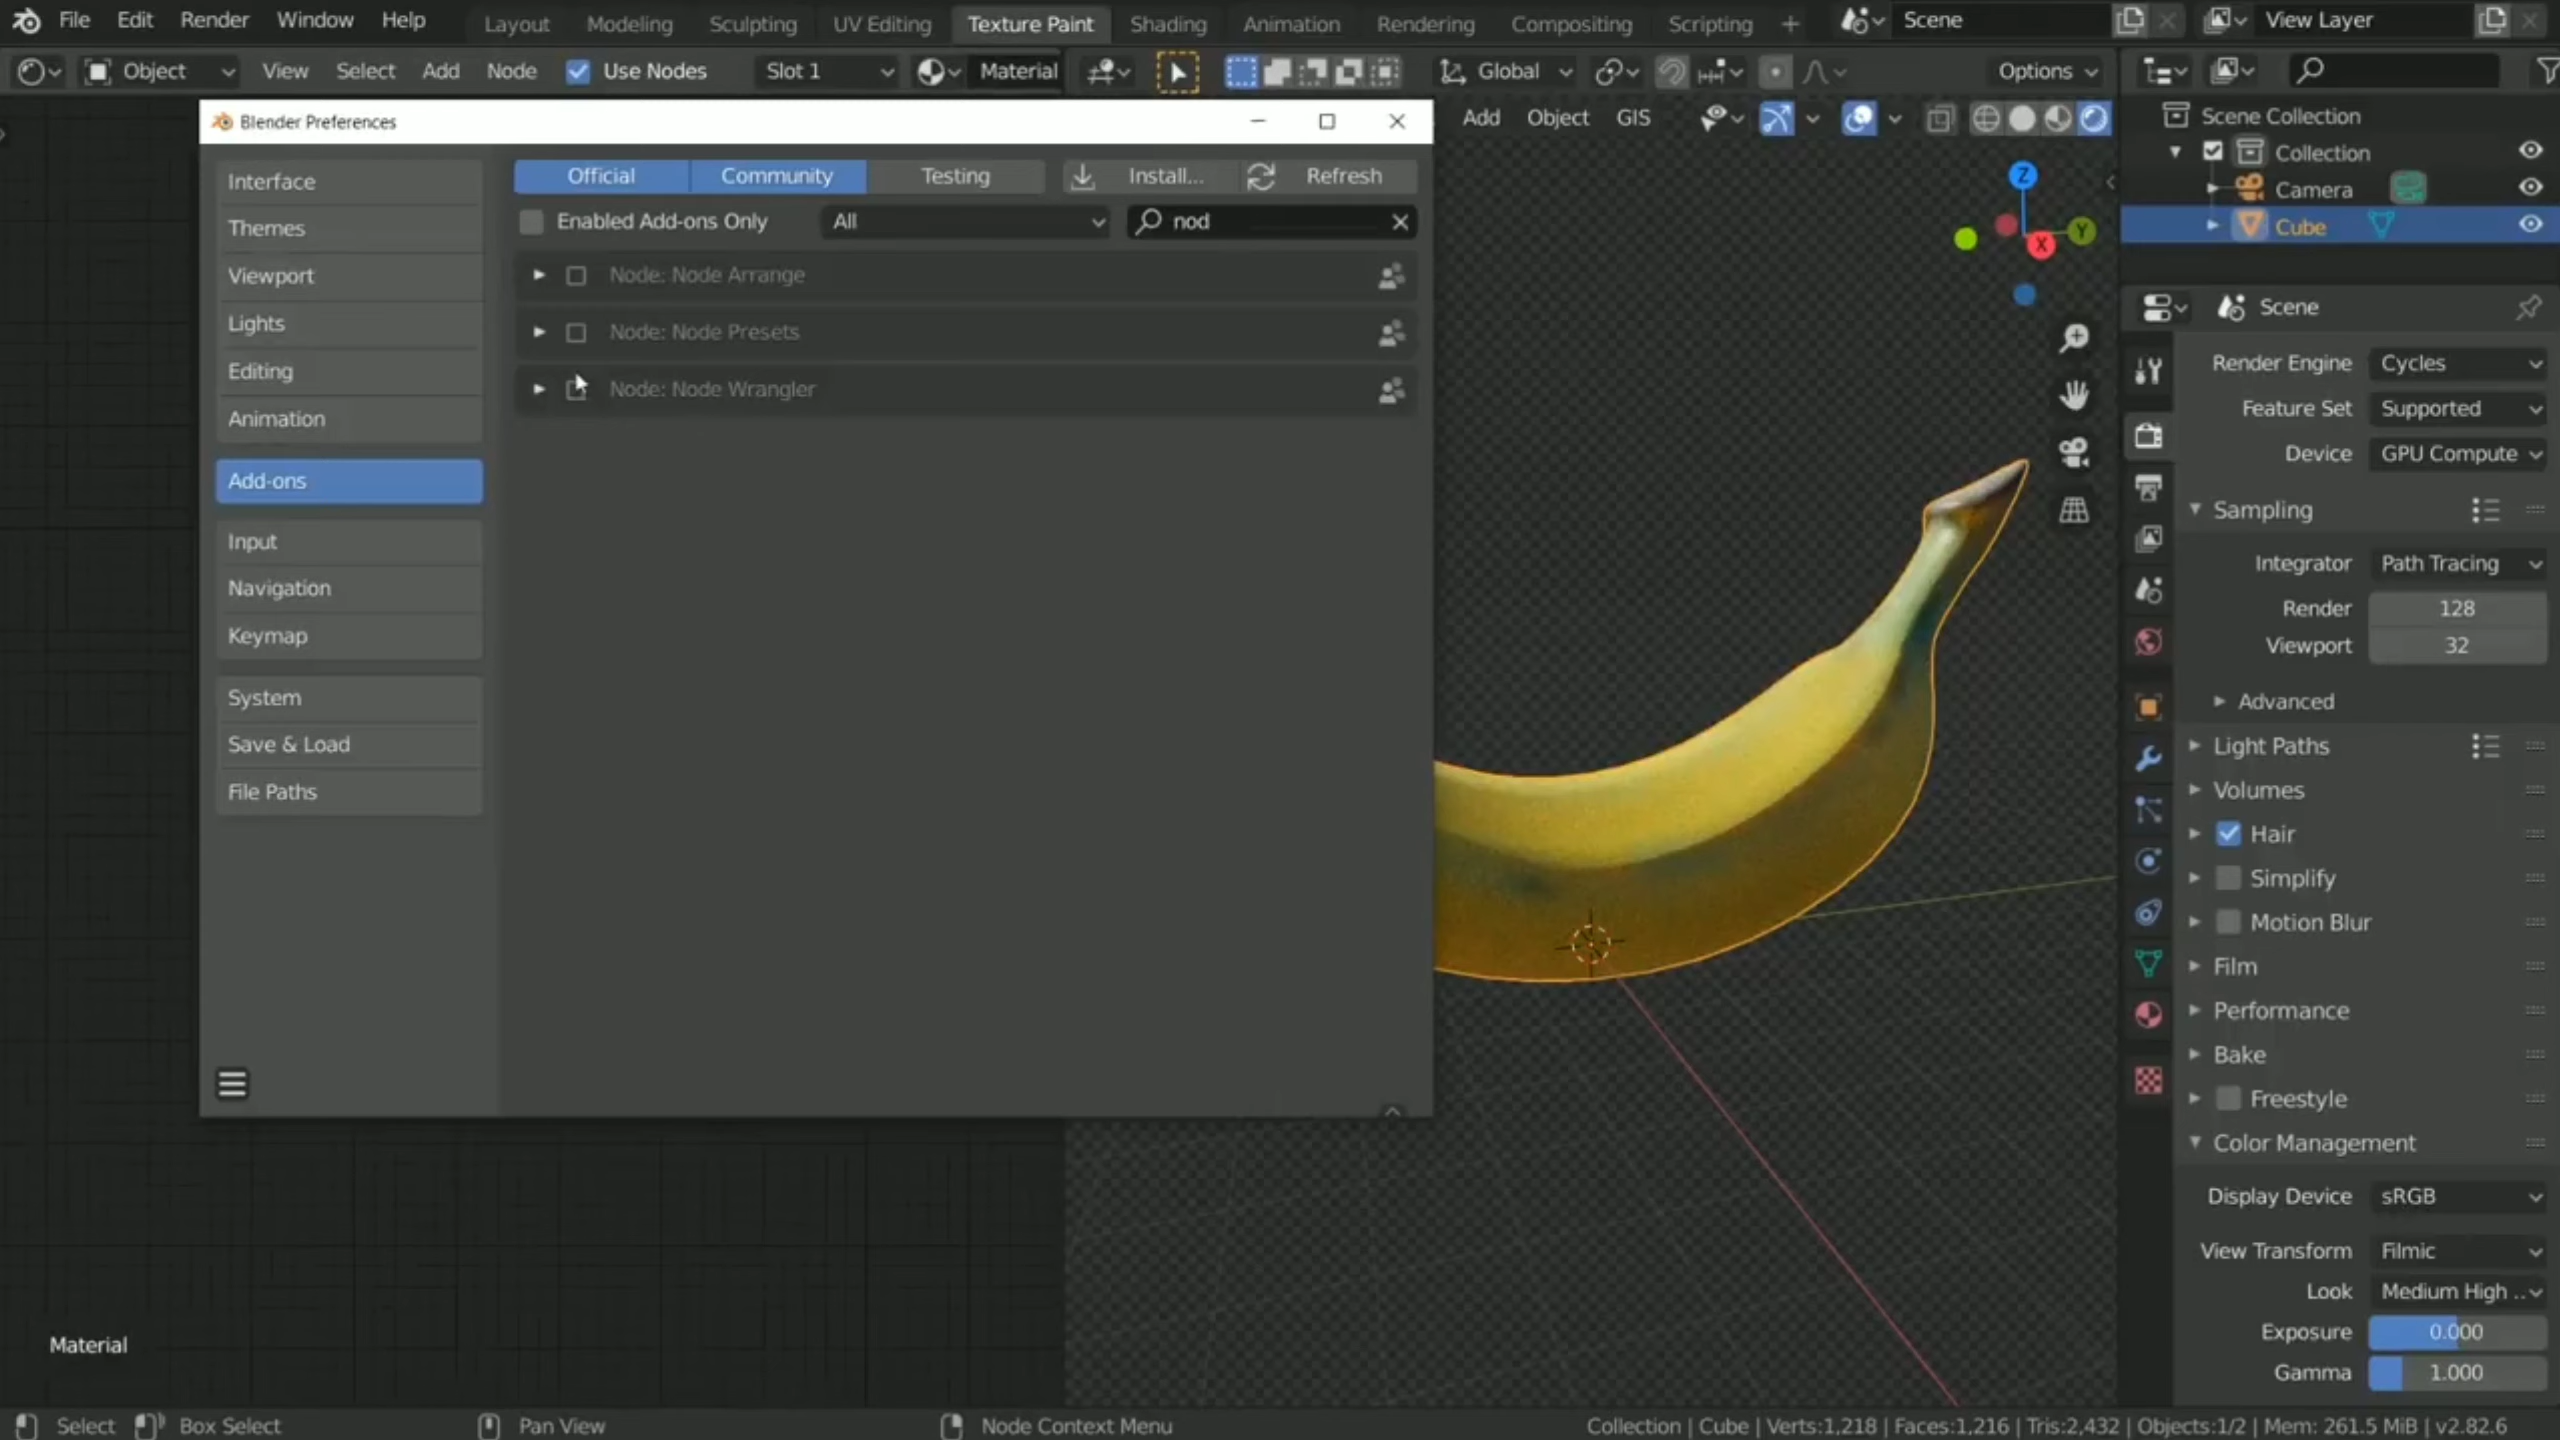 File Edit Render Window Help Layout Modeling Sculpting UV Editing Texture Paint Shading Animation Rendering Compositing Scripting + Scene View Layer
Object View Select Add Node Use Nodes Slot 1 Material Global Options
Blender Preferences
Add Object GIS
Interface
Themes
Viewport
Lights
Editing
Animation
Add-ons
Input
Navigation
Keymap
System
Save & Load
File Paths
Official Community Testing Install... Refresh
Enabled Add-ons Only All nod
Node: Node Arrange
Node: Node Presets
Node: Node Wrangler
Z
Y
X
Scene Collection
Collection
Camera
Cube
Scene
Render Engine Cycles
Feature Set Supported
Device GPU Compute
Sampling
Integrator Path Tracing
Render 128
Viewport 32
Advanced
Light Paths
Volumes
Hair
Simplify
Motion Blur
Film
Performance
Bake
Freestyle
Color Management
Display Device sRGB
View Transform Filmic
Look Medium High ..
Exposure 0.000
Gamma 1.000
Material
Select Box Select Pan View Node Context Menu Collection | Cube | Verts:1,218 | Faces:1,216 | Tris:2,432 | Objects:1/2 | Mem: 261.5 MiB | v2.82.6